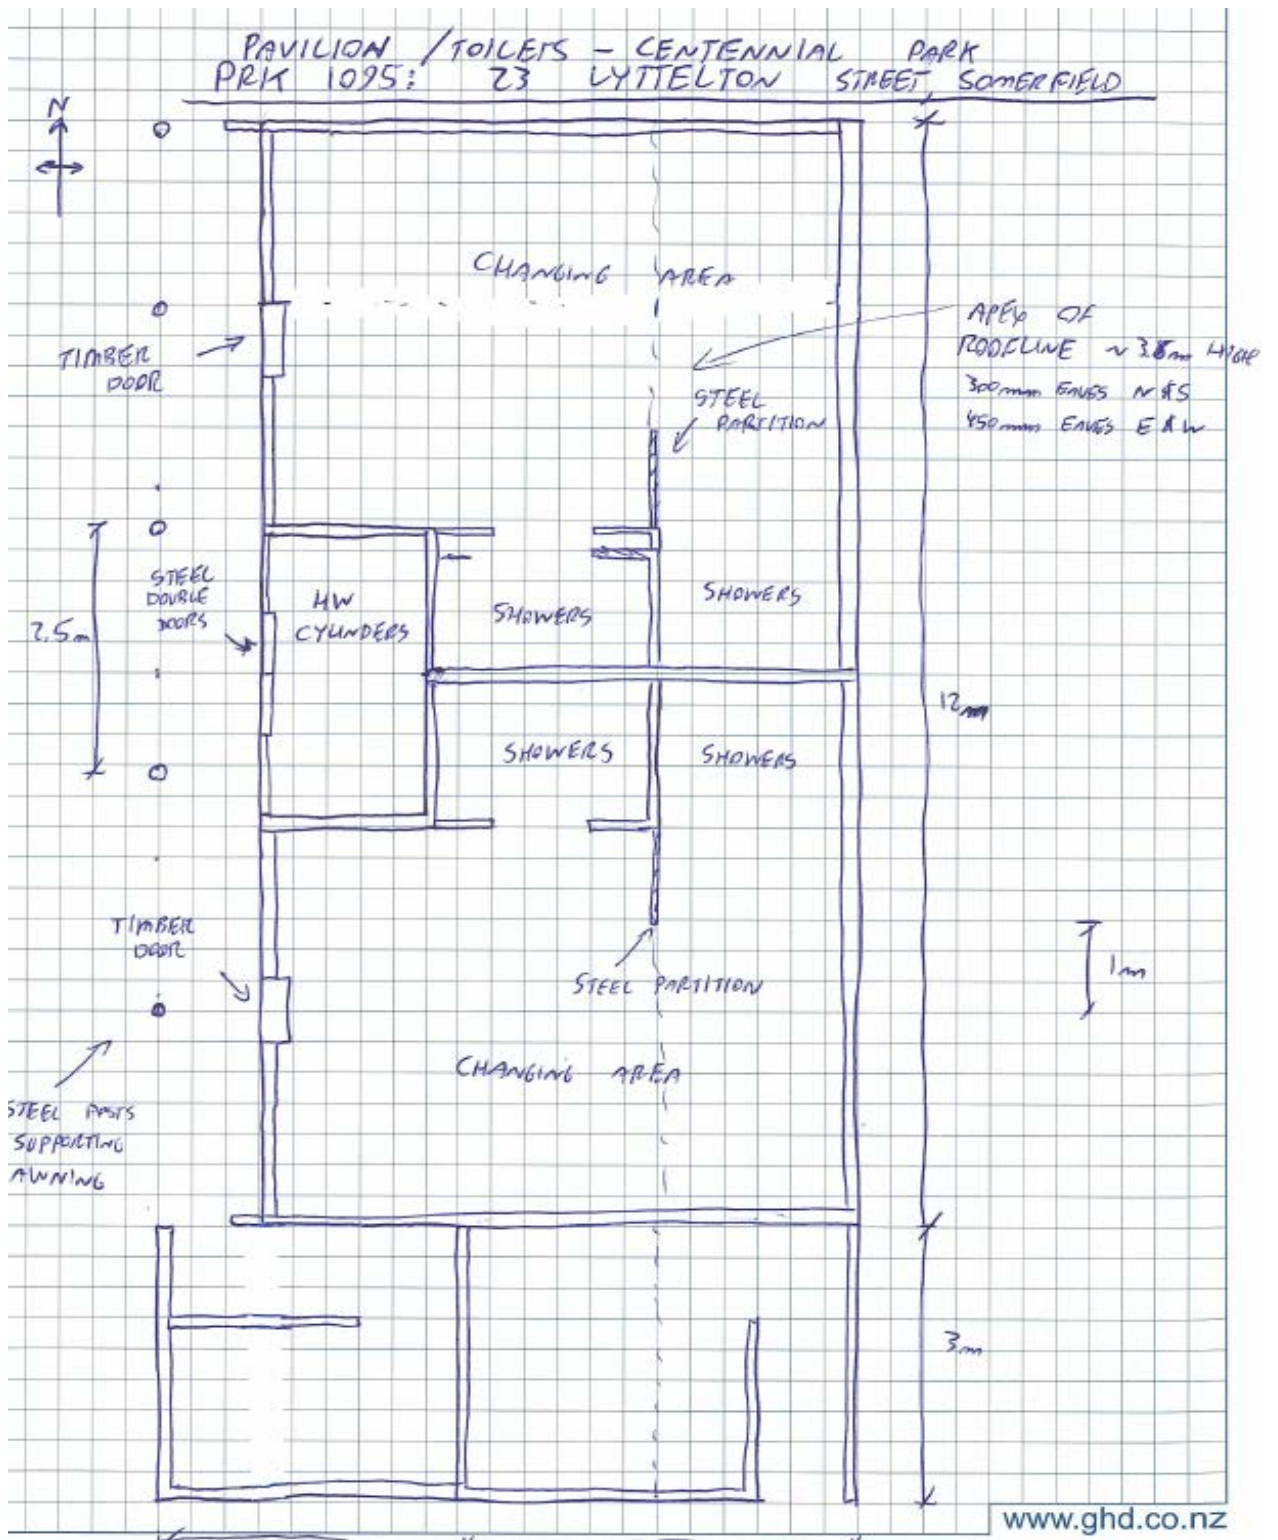 PAVILION / TOILETS - CENTENNIAL PARK
PRK 1095: 23 LYTTELTON STREET, SOMERFIELD
N
CHANGING AREA
APEX OF
ROOFLINE ~ HIGH
300mm EAVES N & S
450mm EAVES E & W
TIMBER
DOOR
STEEL
PARTITION
STEEL
DOUBLE
DOORS
2.5m
HW
CYLINDERS
SHOWERS
SHOWERS
12m
SHOWERS
SHOWERS
TIMBER
DOOR
STEEL PARTITION
1m
CHANGING AREA
STEEL POSTS
SUPPORTING
AWNING
3m
www.ghd.co.nz